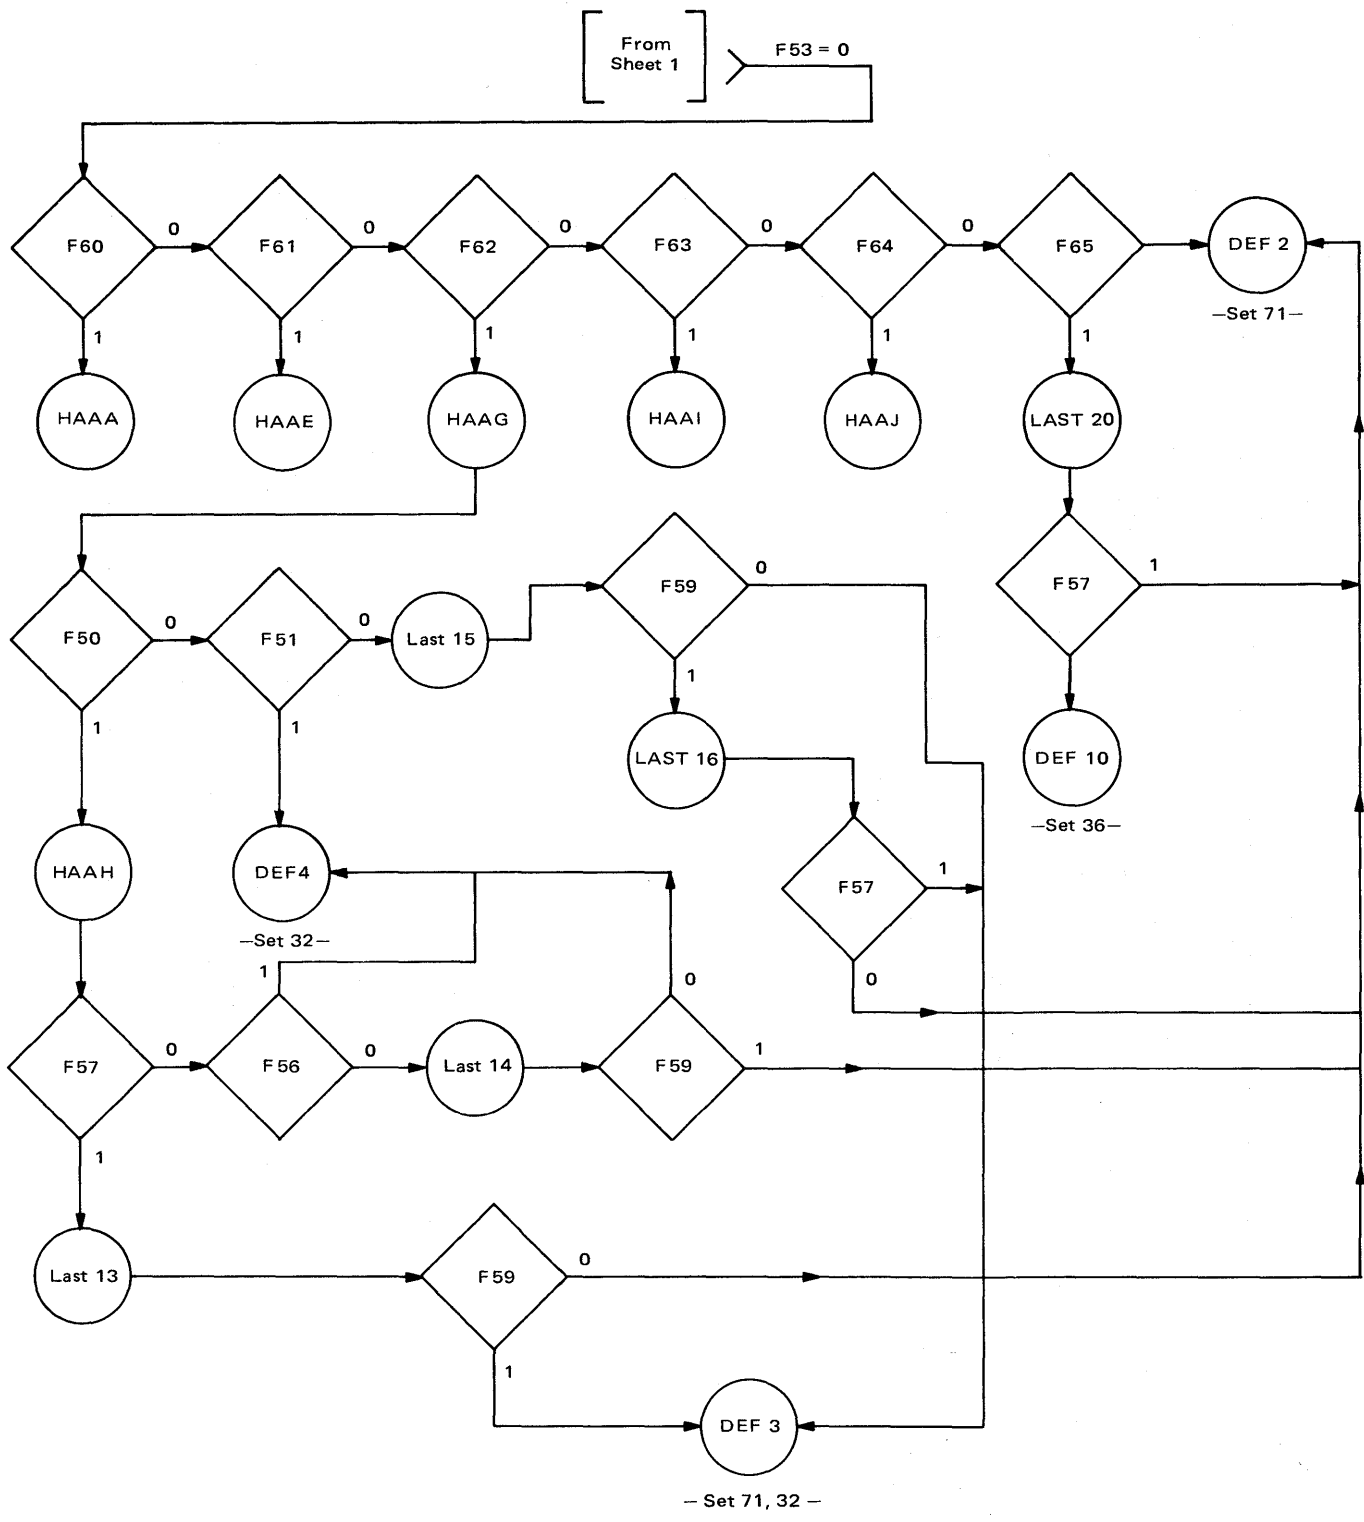 From
Sheet 1
F53 = 0
F60
0
F61
0
F62
0
F63
0
F64
0
F65
DEF 2
—Set 71—
1
1
1
1
1
1
HAAA
HAAE
HAAG
HAAI
HAAJ
LAST 20
F50
0
F51
0
Last 15
F59
0
F57
1
1
1
1
LAST 16
DEF 10
—Set 36—
HAAH
DEF4
—Set 32—
F57
1
0
F57
0
1
F56
0
Last 14
F59
0
1
1
Last 13
F59
0
1
DEF 3
— Set 71, 32 —